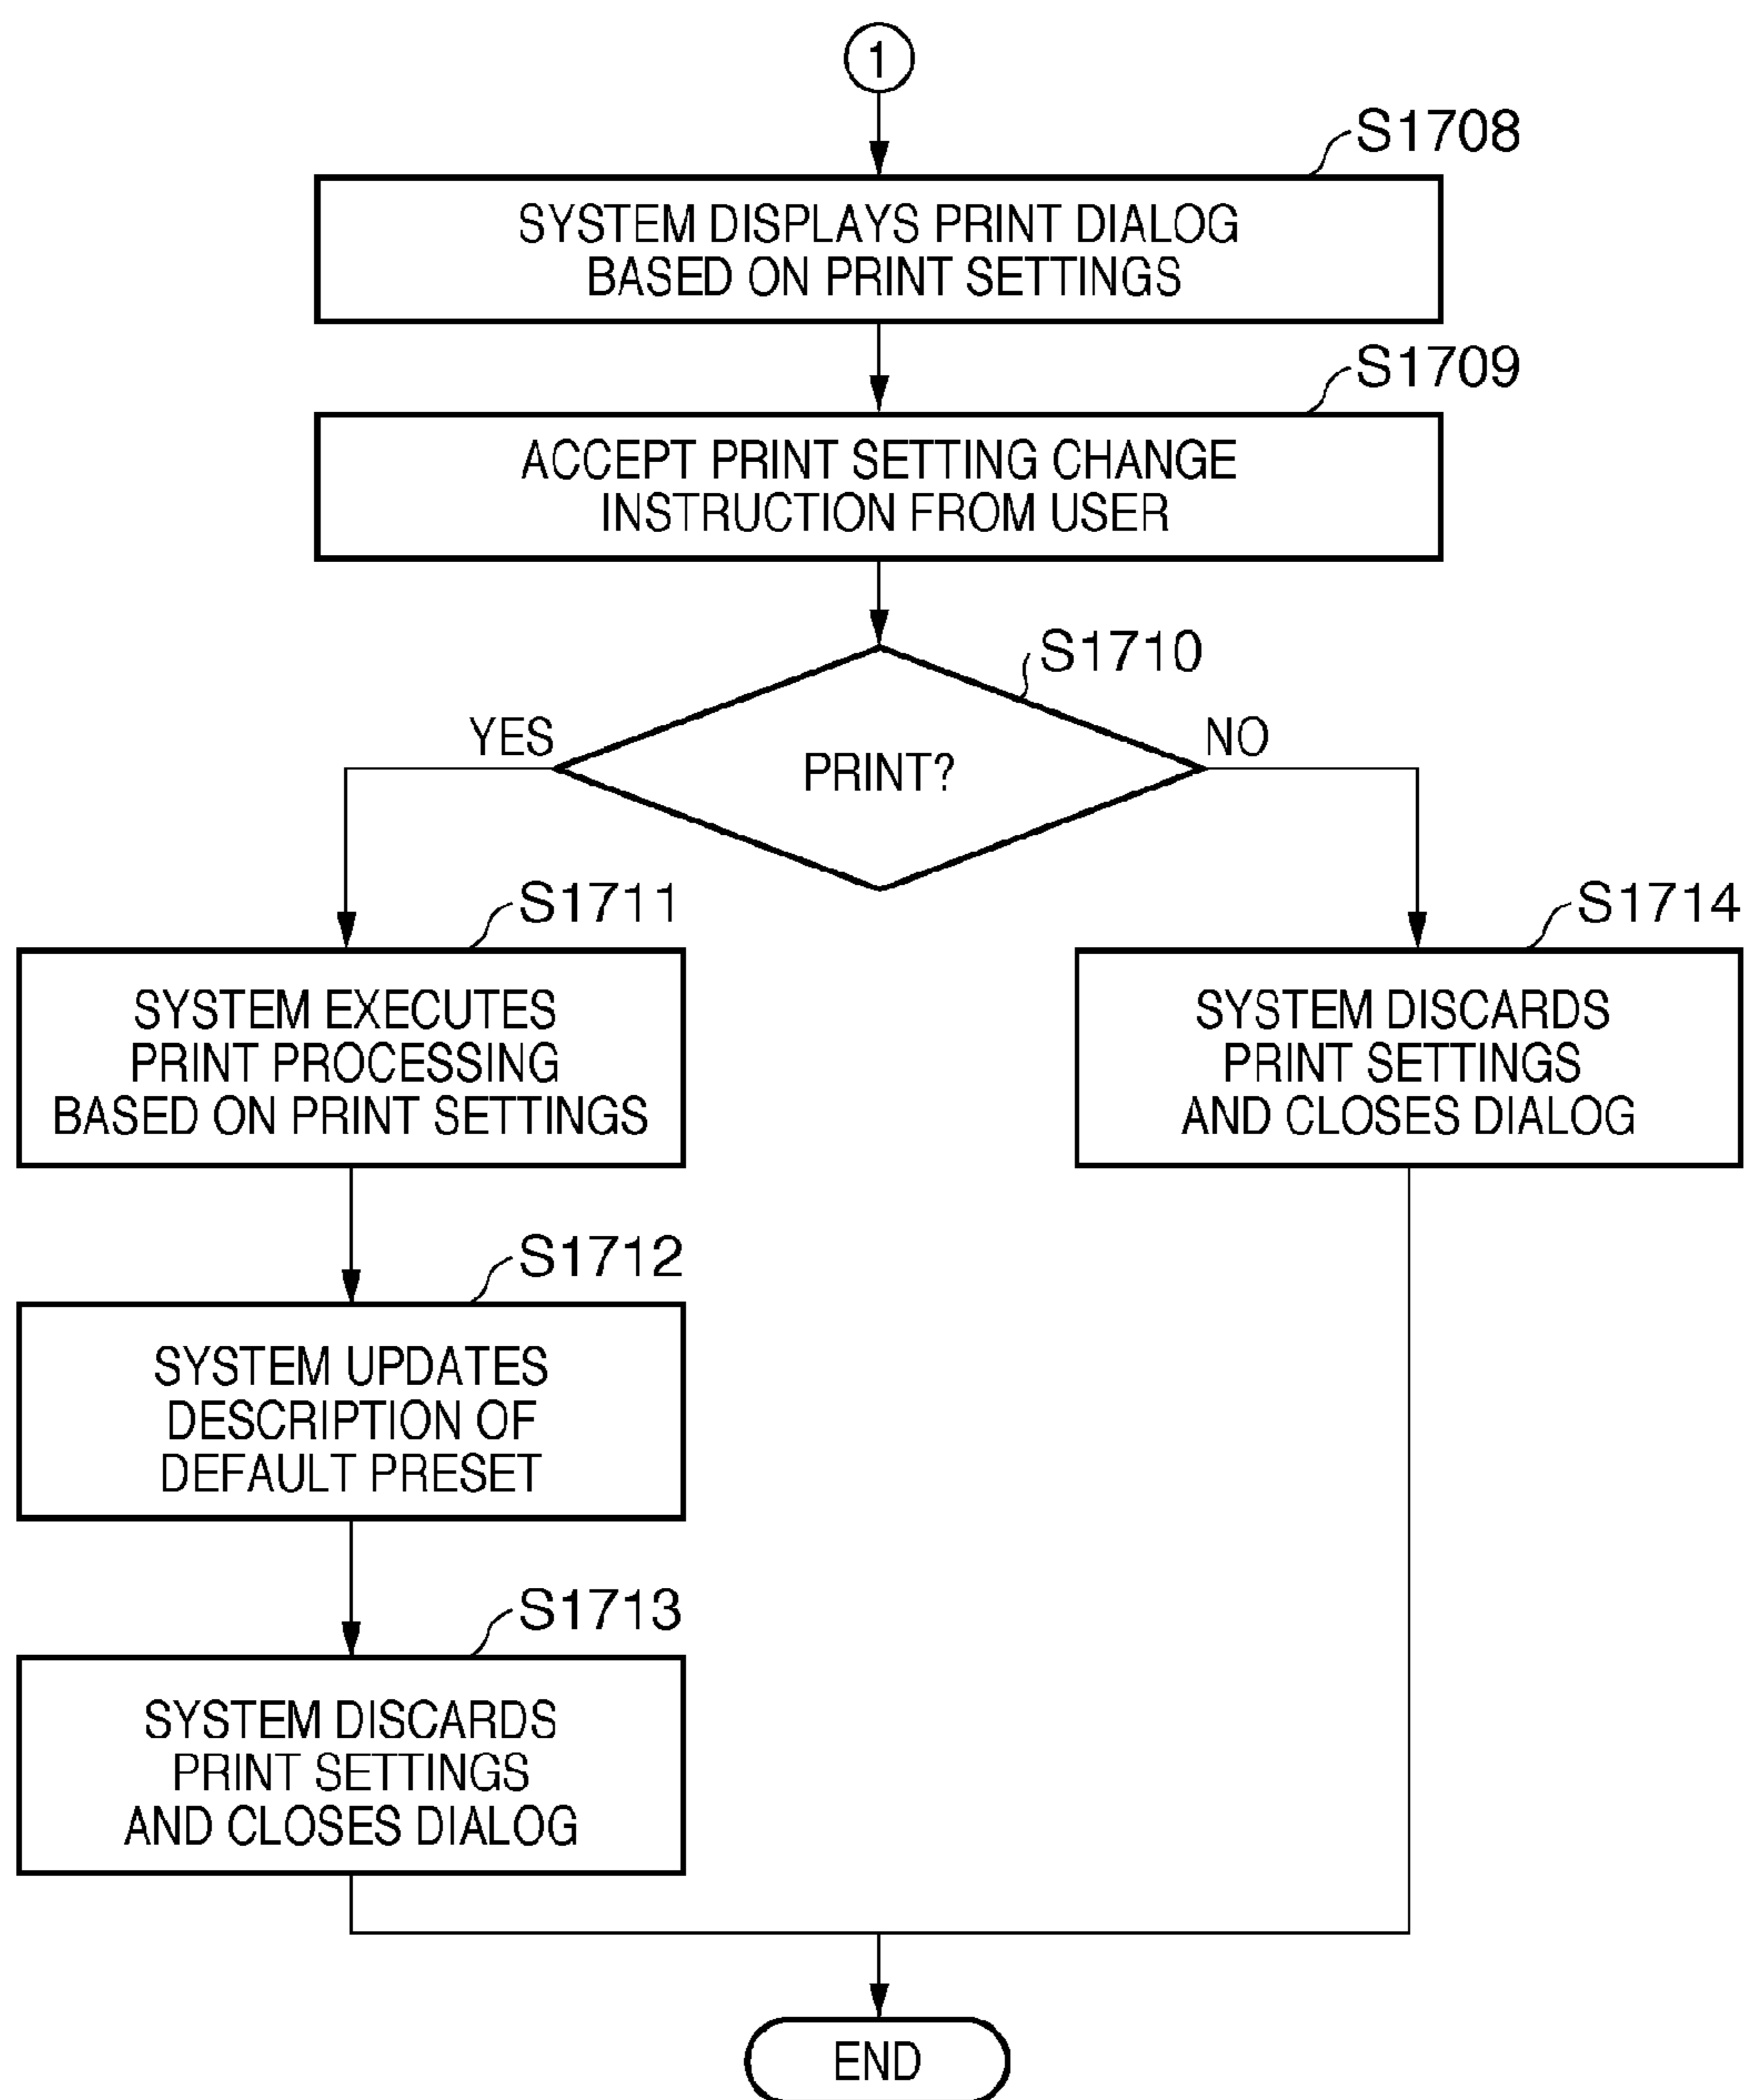 1
S1708
SYSTEM DISPLAYS PRINT DIALOG
BASED ON PRINT SETTINGS
S1709
ACCEPT PRINT SETTING CHANGE
INSTRUCTION FROM USER
S1710
YES
PRINT?
NO
S1711
SYSTEM EXECUTES
PRINT PROCESSING
BASED ON PRINT SETTINGS
S1714
SYSTEM DISCARDS
PRINT SETTINGS
AND CLOSES DIALOG
S1712
SYSTEM UPDATES
DESCRIPTION OF
DEFAULT PRESET
S1713
SYSTEM DISCARDS
PRINT SETTINGS
AND CLOSES DIALOG
END